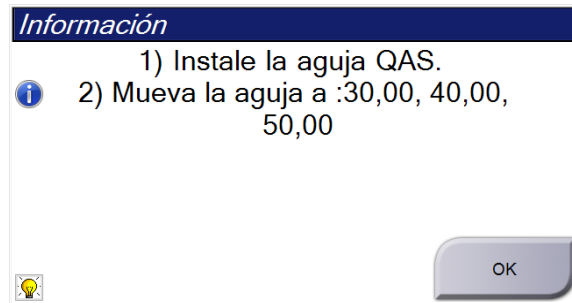 Información
1) Instale la aguja QAS.
2) Mueva la aguja a :30,00, 40,00,
50,00
OK